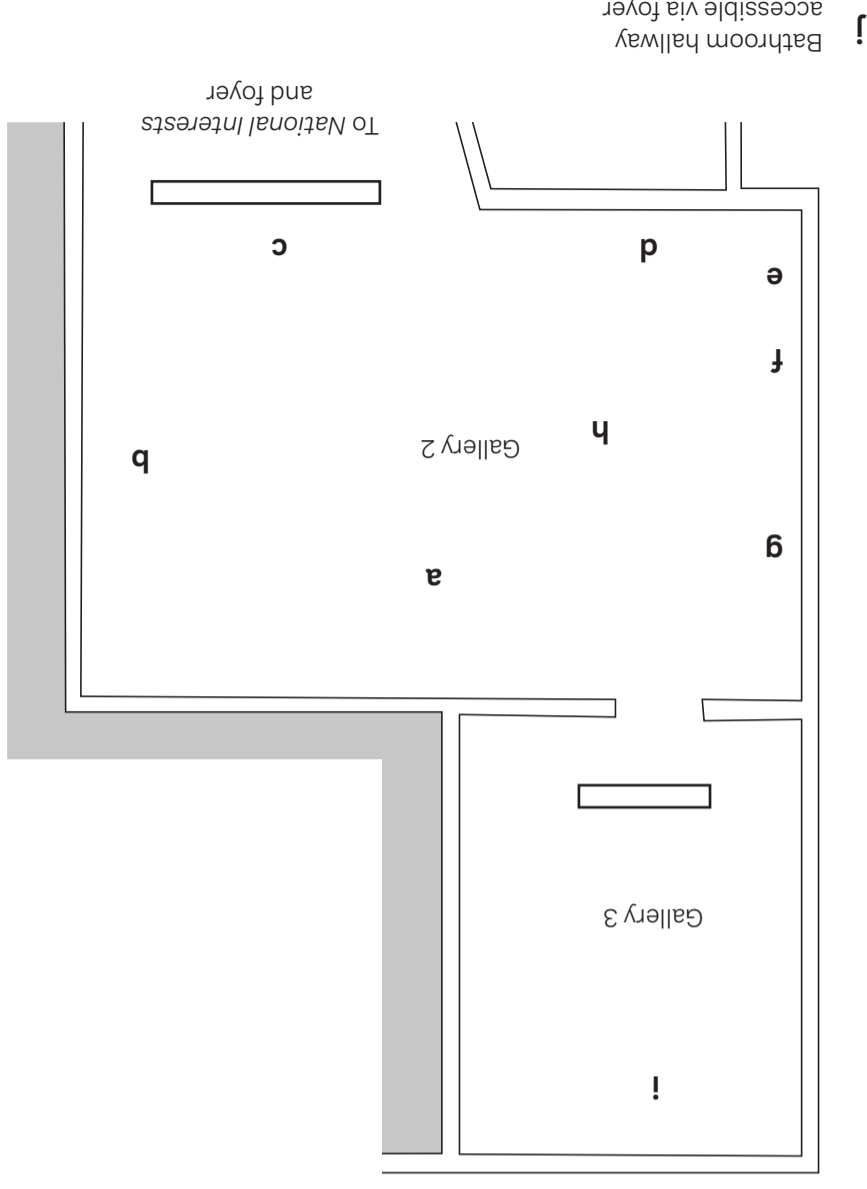 i
Gallery 3
a
g
b
Gallery 2
h
f
e
d
c
To National Interests
and foyer
j Bathroom hallway
accessible via foyer